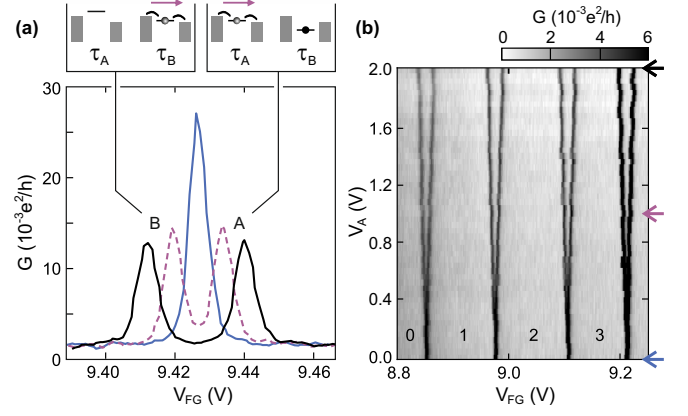 (a)
τA
τB
τA
τB
G (10-3e2/h)
30
20
10
0
B
A
9.40
9.42
9.44
9.46
VFG (V)
(b)
G (10-3e2/h)
0
2
4
6
VA (V)
2.0
1.6
1.2
0.8
0.4
0.0
0
1
2
3
8.8
9.0
9.2
VFG (V)